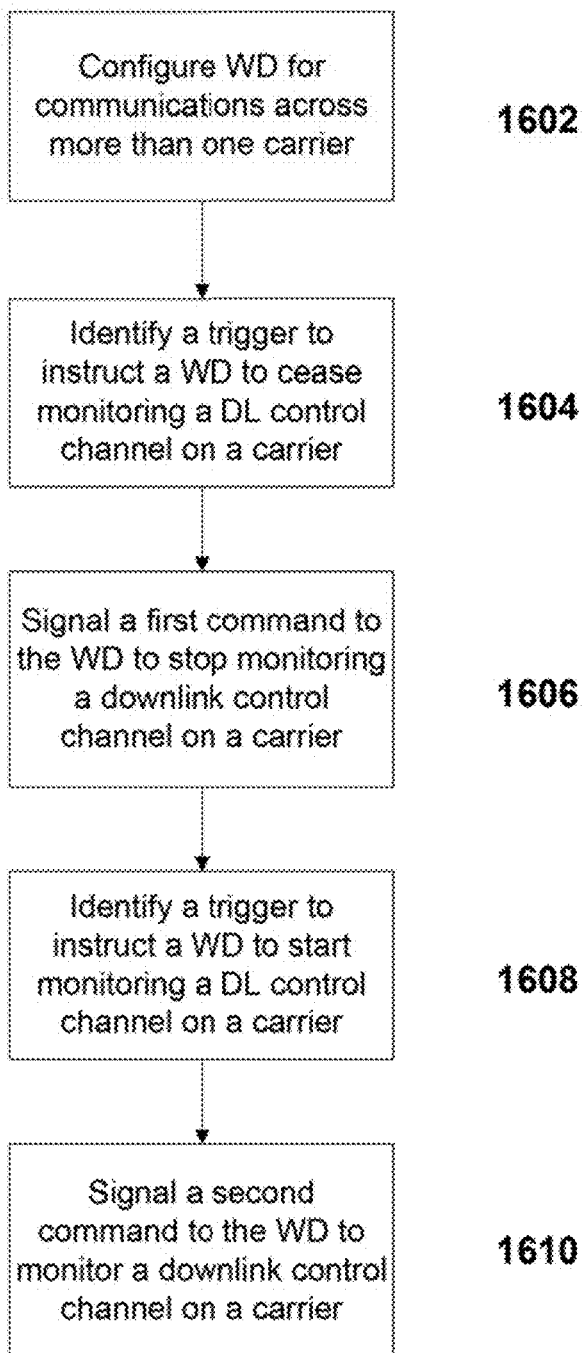 Configure WD for
communications across
more than one carrier
1602
Identify a trigger to
instruct a WD to cease
monitoring a DL control
channel on a carrier
1604
Signal a first command to
the WD to stop monitoring
a downlink control
channel on a carrier
1606
Identify a trigger to
instruct a WD to start
monitoring a DL control
channel on a carrier
1608
Signal a second
command to the WD to
monitor a downlink control
channel on a carrier
1610